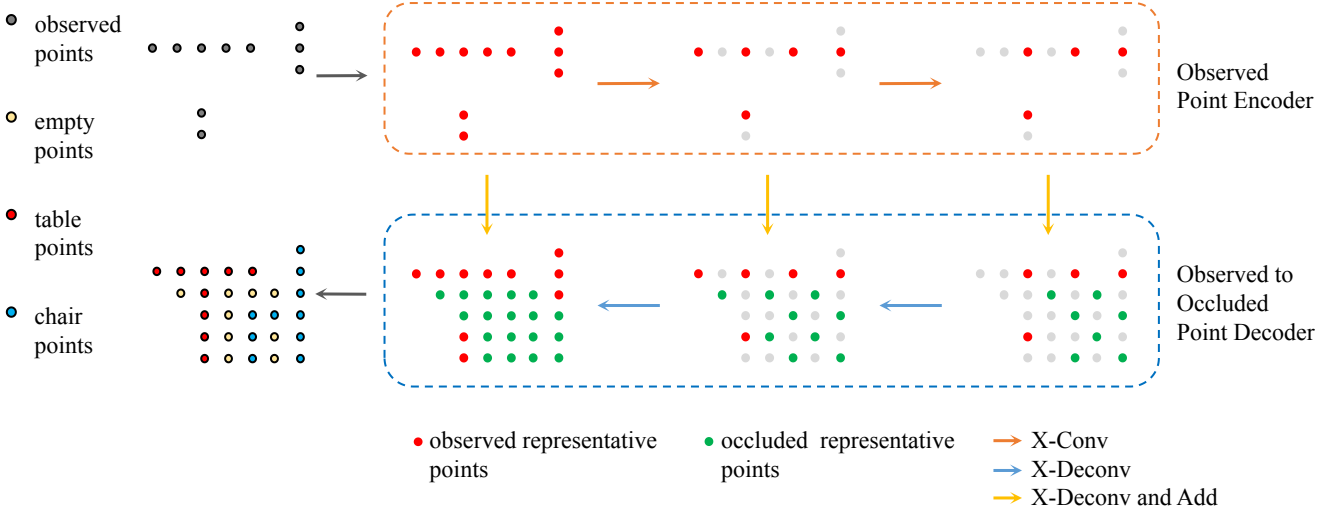 observed
points
empty
points
table
points
chair
points
Observed
Point Encoder
Observed to
Occluded
Point Decoder
observed representative
points
occluded representative
points
X-Conv
X-Deconv
X-Deconv and Add